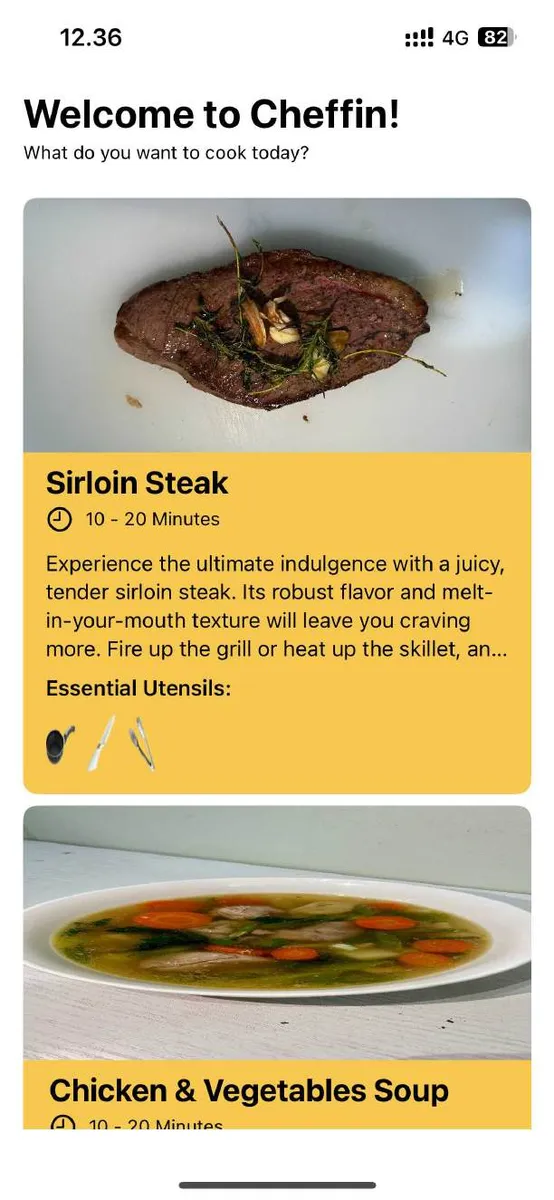 12.36
4G 82
Welcome to Cheffin!
What do you want to cook today?
Sirloin Steak
10 - 20 Minutes
Experience the ultimate indulgence with a juicy,
tender sirloin steak. Its robust flavor and melt-
in-your-mouth texture will leave you craving
more. Fire up the grill or heat up the skillet, an...
Essential Utensils:
Chicken & Vegetables Soup
10 - 20 Minutes